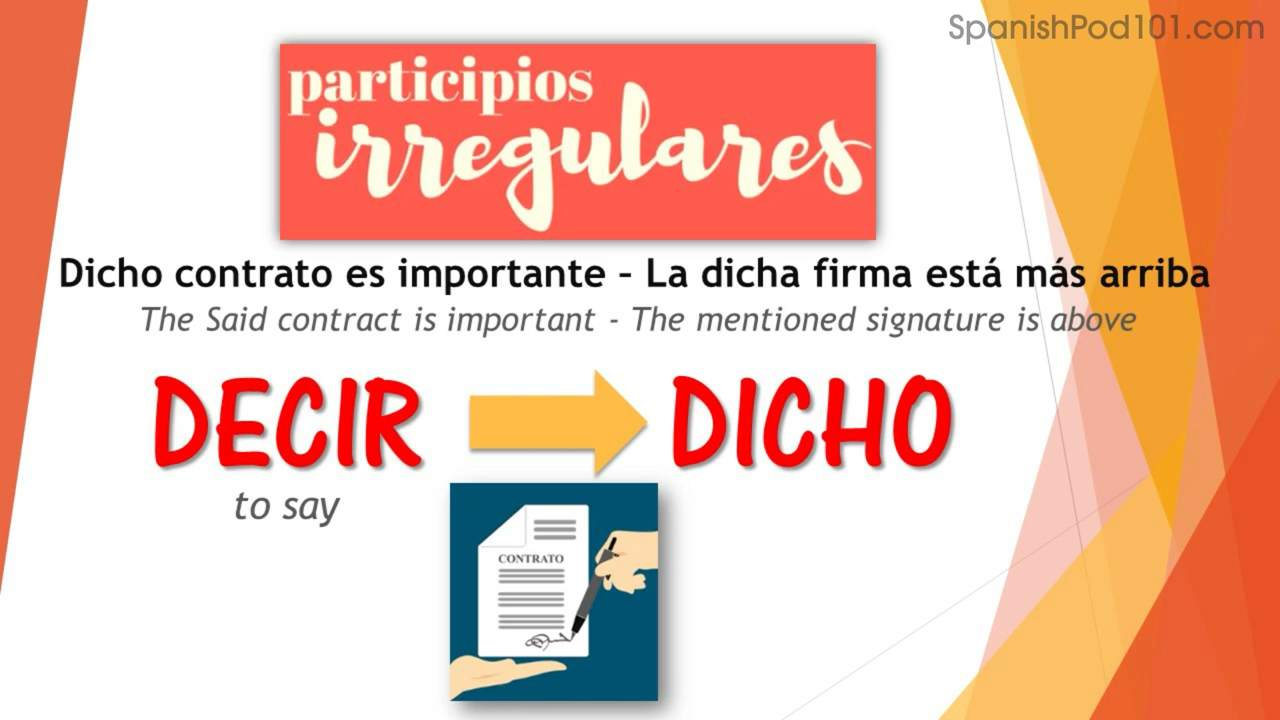 SpanishPod101.com
participios
irregulares
Dicho contrato es importante – La dicha firma está más arriba
The Said contract is important - The mentioned signature is above
DECIR DICHO
to say
CONTRATO